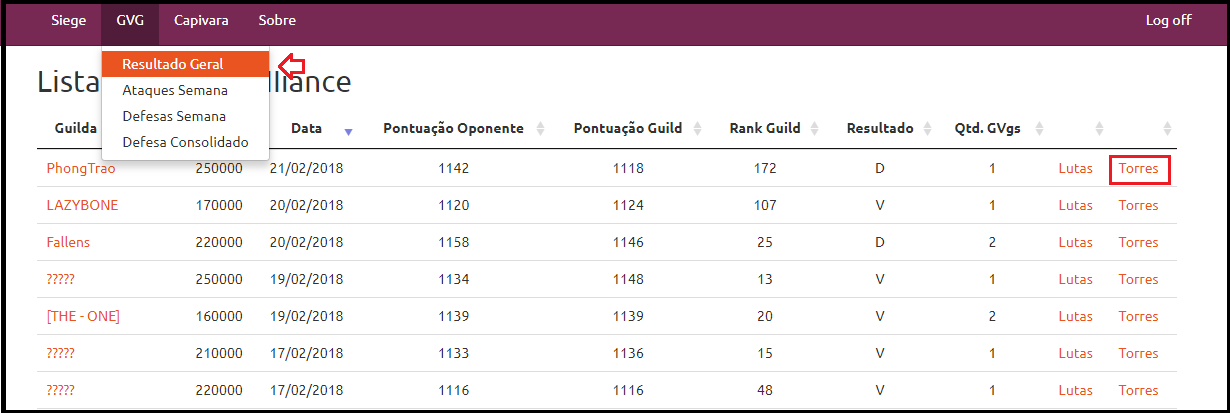 Siege GVG Capivara Sobre Log off
Resultado Geral
Lista lliance
Ataques Semana
Defesas Semana
Guilda Data Pontuação Oponente Pontuação Guild Rank Guild Resultado Qtd. GVgs
Defesa Consolidado
PhongTrao 250000 21/02/2018 1142 1118 172 D 1 Lutas Torres
LAZYBONE 170000 20/02/2018 1120 1124 107 V 1 Lutas Torres
Fallens 220000 20/02/2018 1158 1146 25 D 2 Lutas Torres
????? 250000 19/02/2018 1134 1148 13 V 1 Lutas Torres
[THE - ONE] 160000 19/02/2018 1139 1139 20 V 2 Lutas Torres
????? 210000 17/02/2018 1133 1136 15 V 1 Lutas Torres
????? 220000 17/02/2018 1116 1116 48 V 1 Lutas Torres